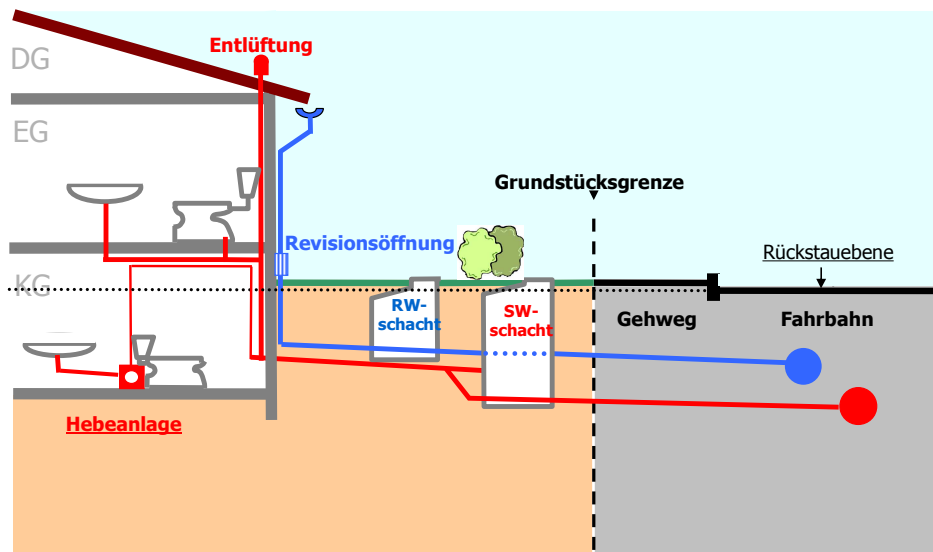 Entlüftung
DG
EG
Grundstücksgrenze
Revisionsöffnung
Rückstauebene
KG
RW-
schacht
SW-
schacht
Gehweg
Fahrbahn
Hebeanlage